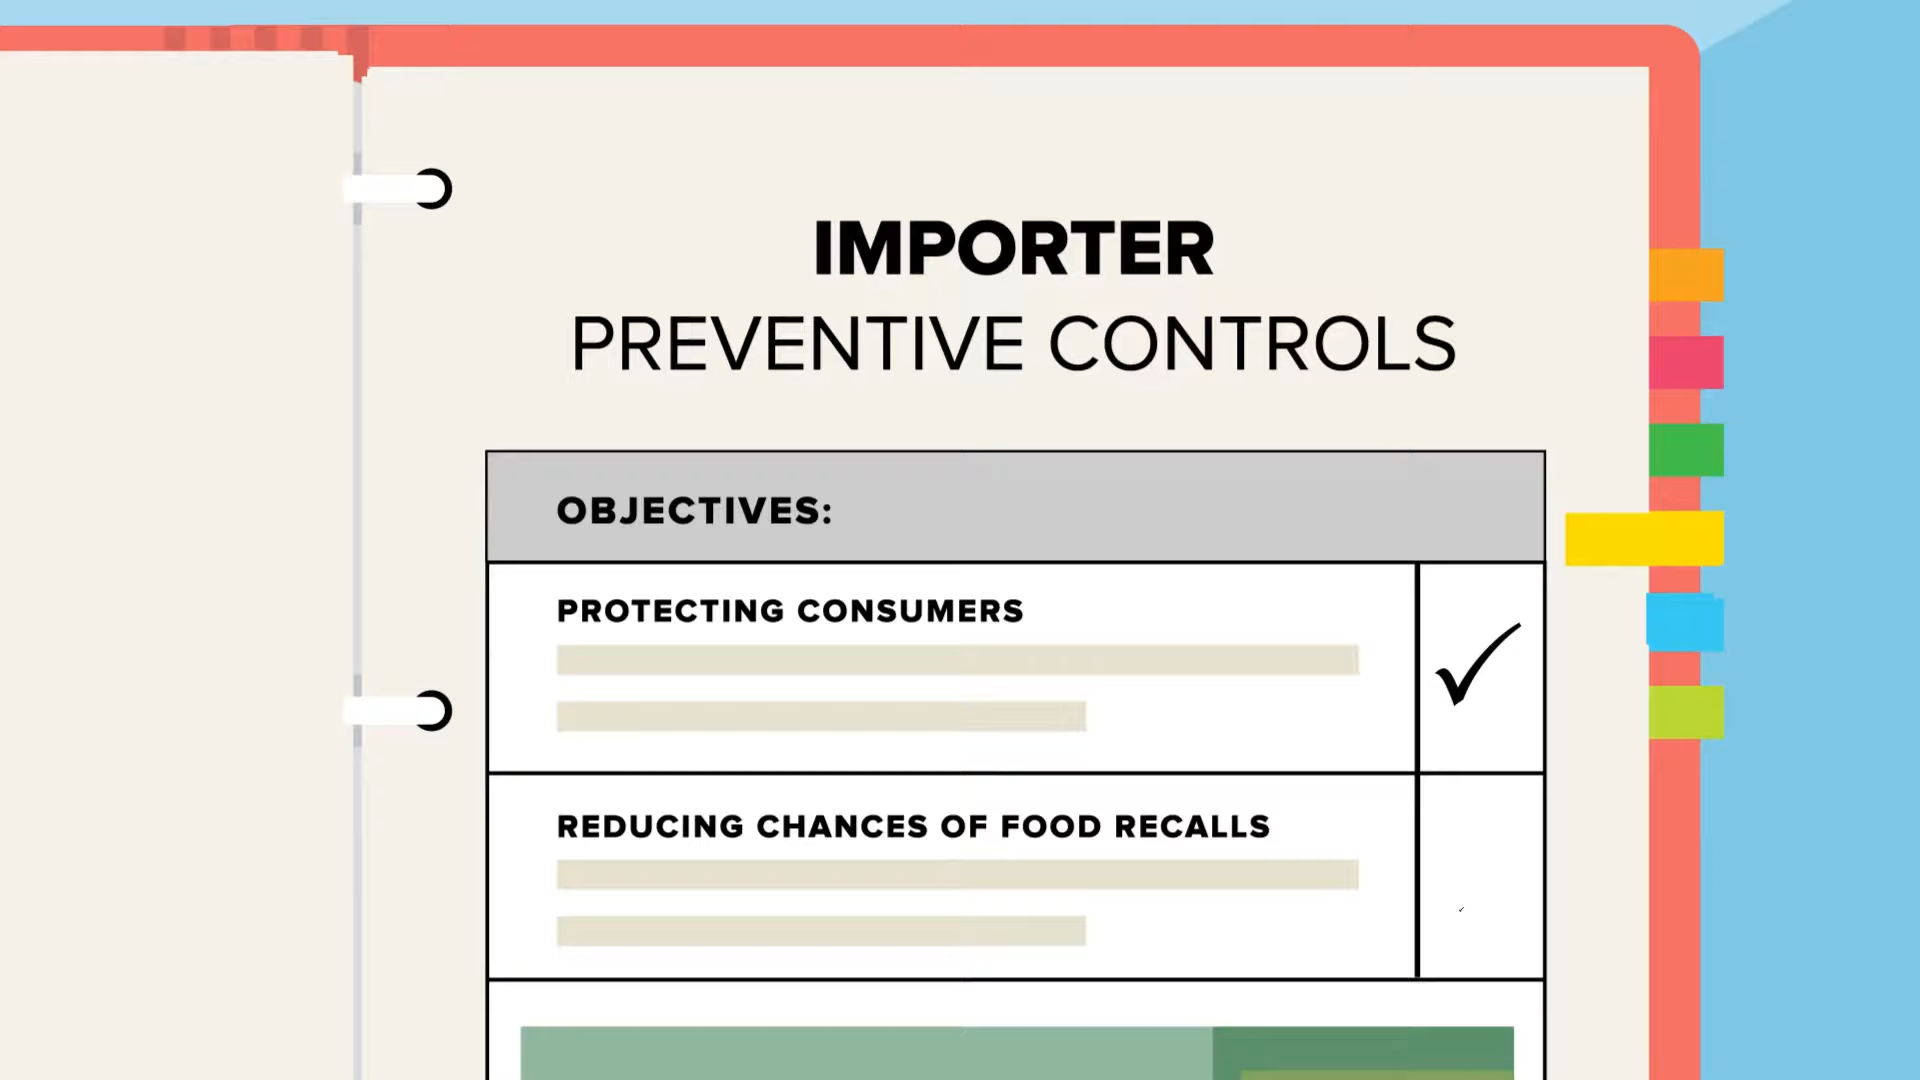 IMPORTER
PREVENTIVE CONTROLS
OBJECTIVES:
PROTECTING CONSUMERS
REDUCING CHANCES OF FOOD RECALLS